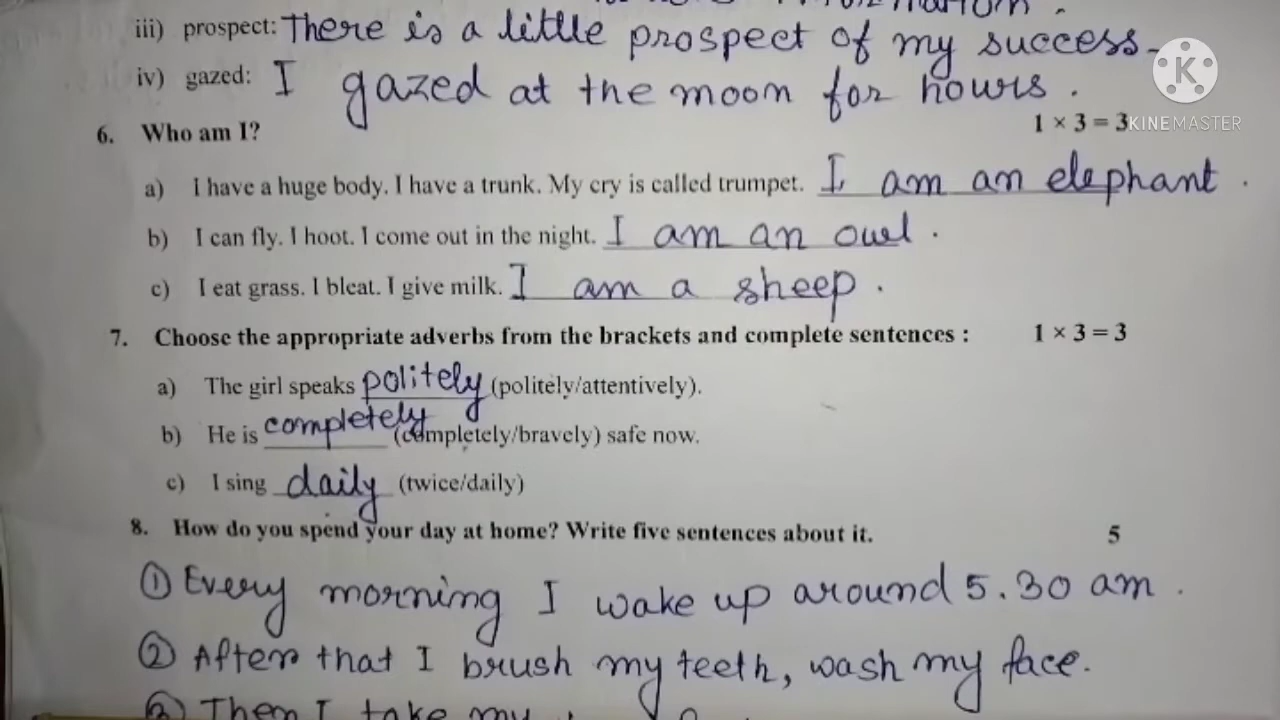 iii) prospect: There is a little prospect of my success.
iv) gazed: I gazed at the moon for hours.
KINEMASTER
6. Who am I? 1 × 3 = 3
a) I have a huge body. I have a trunk. My cry is called trumpet. I am an elephant.
b) I can fly. I hoot. I come out in the night. I am an owl.
c) I eat grass. I bleat. I give milk. I am a sheep.
7. Choose the appropriate adverbs from the brackets and complete sentences : 1 × 3 = 3
a) The girl speaks politely (politely/attentively).
b) He is completely (completely/bravely) safe now.
c) I sing daily (twice/daily)
8. How do you spend your day at home? Write five sentences about it. 5
① Every morning I wake up around 5.30 am.
② After that I brush my teeth, wash my face.
③ Then I take my